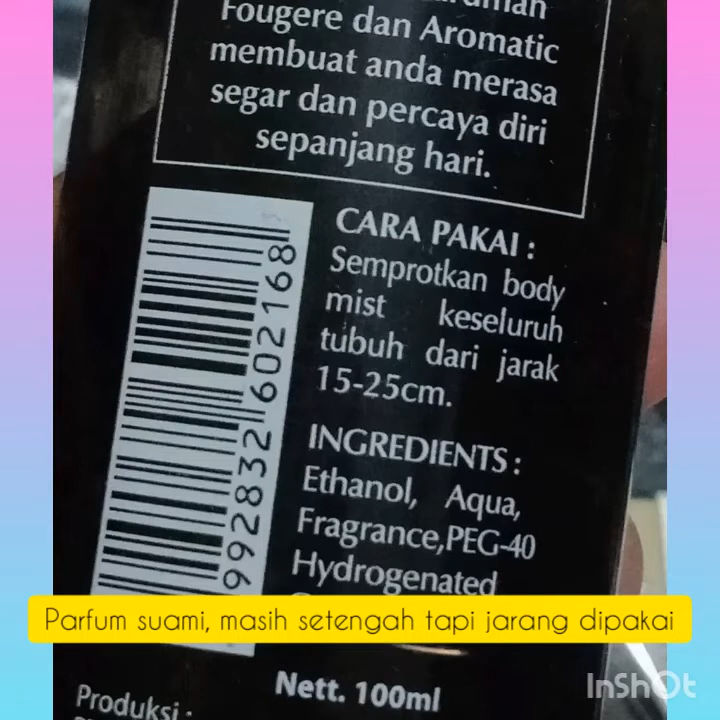 Fougere dan Aromatic
membuat anda merasa
segar dan percaya diri
sepanjang hari.
CARA PAKAI :
Semprotkan body
mist keseluruh
tubuh dari jarak
15-25cm.
INGREDIENTS :
Ethanol, Aqua,
Fragrance,PEG-40
Hydrogenated
992832602168
Parfum suami, masih setengah tapi jarang dipakai
Nett. 100ml
Produksi :
InShOt